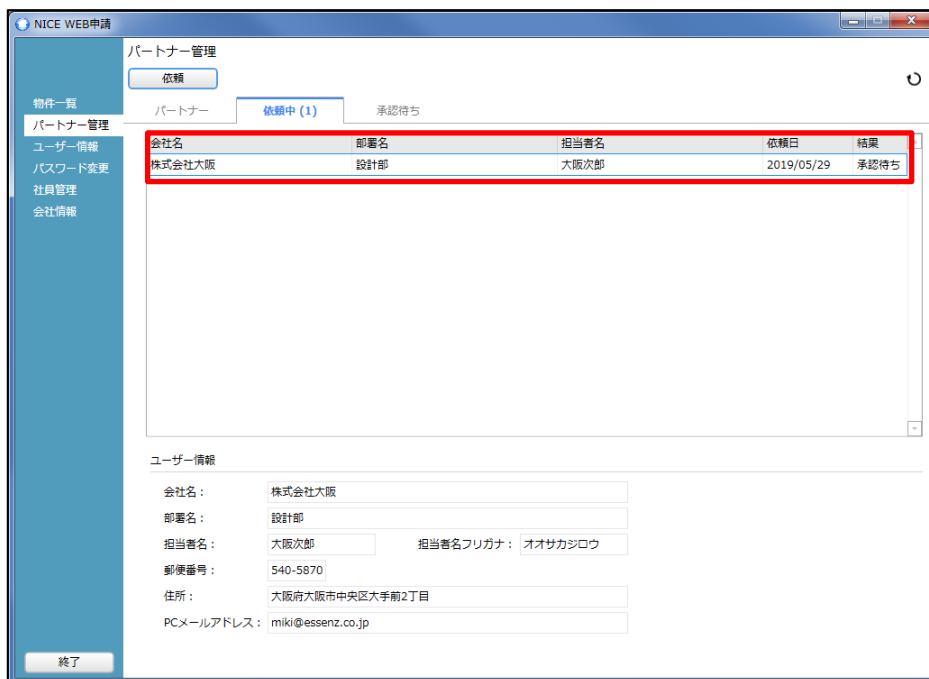 NICE WEB申請
パートナー管理
依頼
物件一覧
パートナー管理
ユーザー情報
パスワード変更
社員管理
会社情報
パートナー 依頼中 (1) 承認待ち
会社名 部署名 担当者名 依頼日 結果
株式会社大阪 設計部 大阪次郎 2019/05/29 承認待ち
ユーザー情報
会社名： 株式会社大阪
部署名： 設計部
担当者名： 大阪次郎 担当者名フリガナ： オオサカジロウ
郵便番号： 540-5870
住所： 大阪府大阪市中央区大手前2丁目
PCメールアドレス： miki@essenz.co.jp
終了